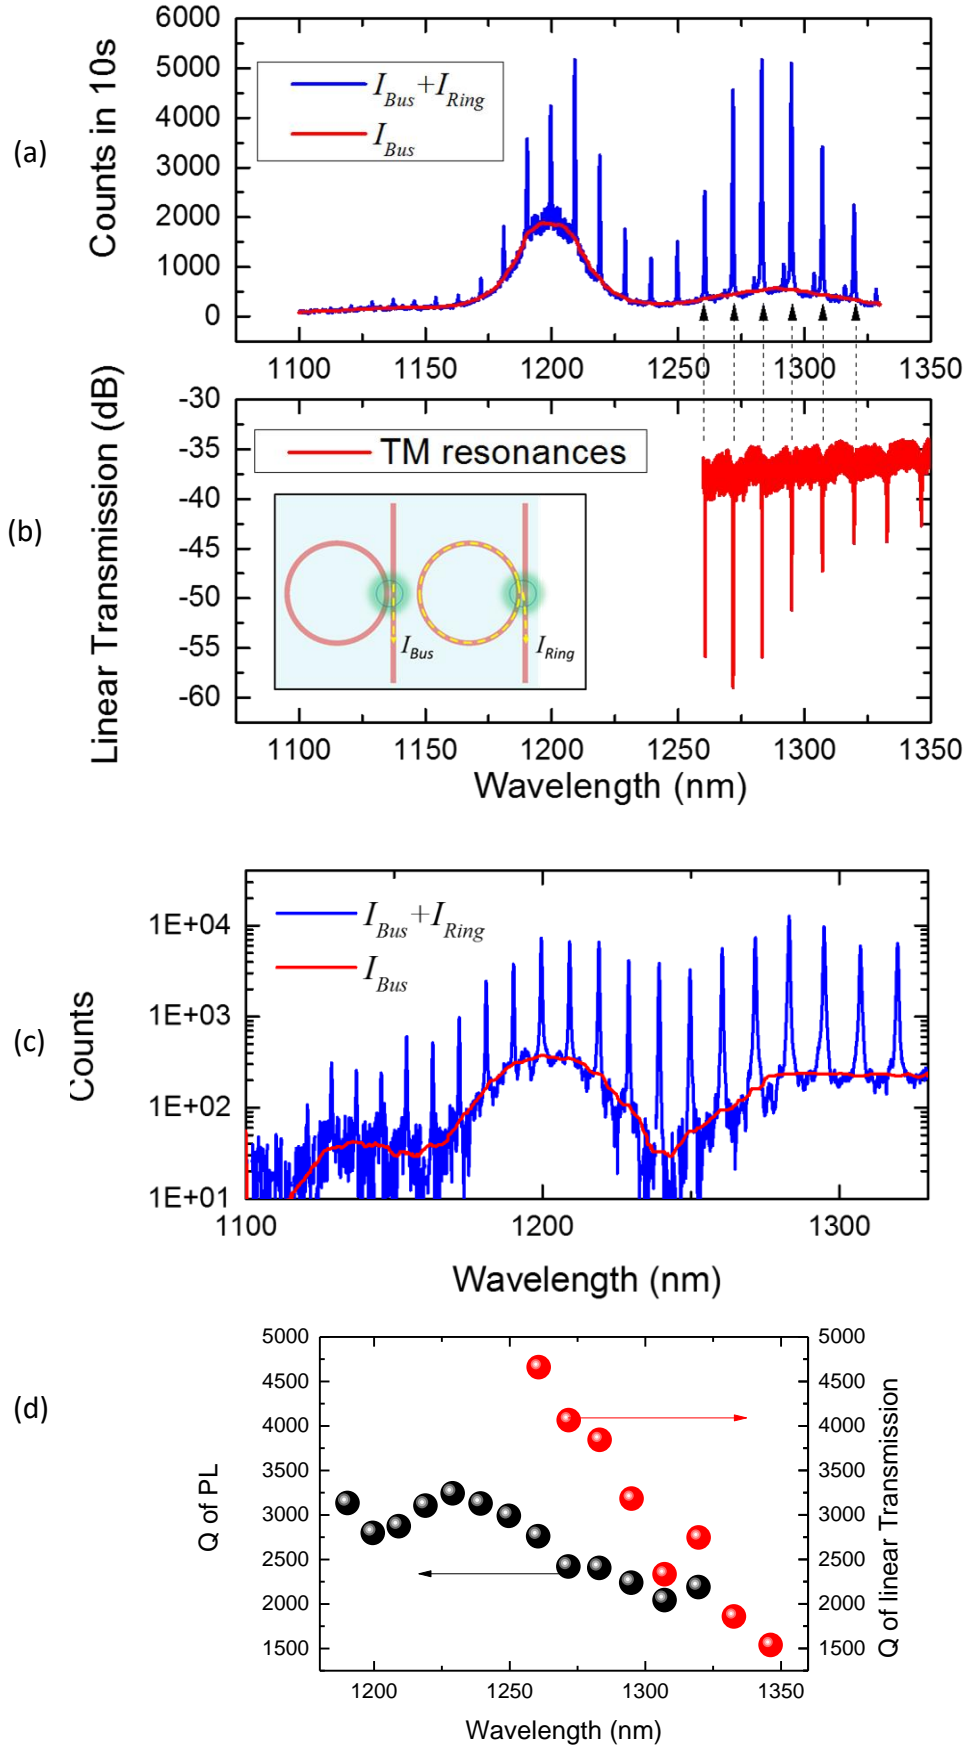 (a)
Counts in 10s
6000
5000
4000
3000
2000
1000
0
I_Bus+I_Ring
I_Bus
1100
1150
1200
1250
1300
1350
(b)
Linear Transmission (dB)
-30
-35
-40
-45
-50
-55
-60
TM resonances
I_Bus
I_Ring
1100
1150
1200
1250
1300
1350
Wavelength (nm)
(c)
Counts
1E+04
1E+03
1E+02
1E+01
I_Bus+I_Ring
I_Bus
1100
1200
1300
Wavelength (nm)
(d)
Q of PL
5000
4500
4000
3500
3000
2500
2000
1500
5000
4500
4000
3500
3000
2500
2000
1500
Q of linear Transmission
1200
1250
1300
1350
Wavelength (nm)